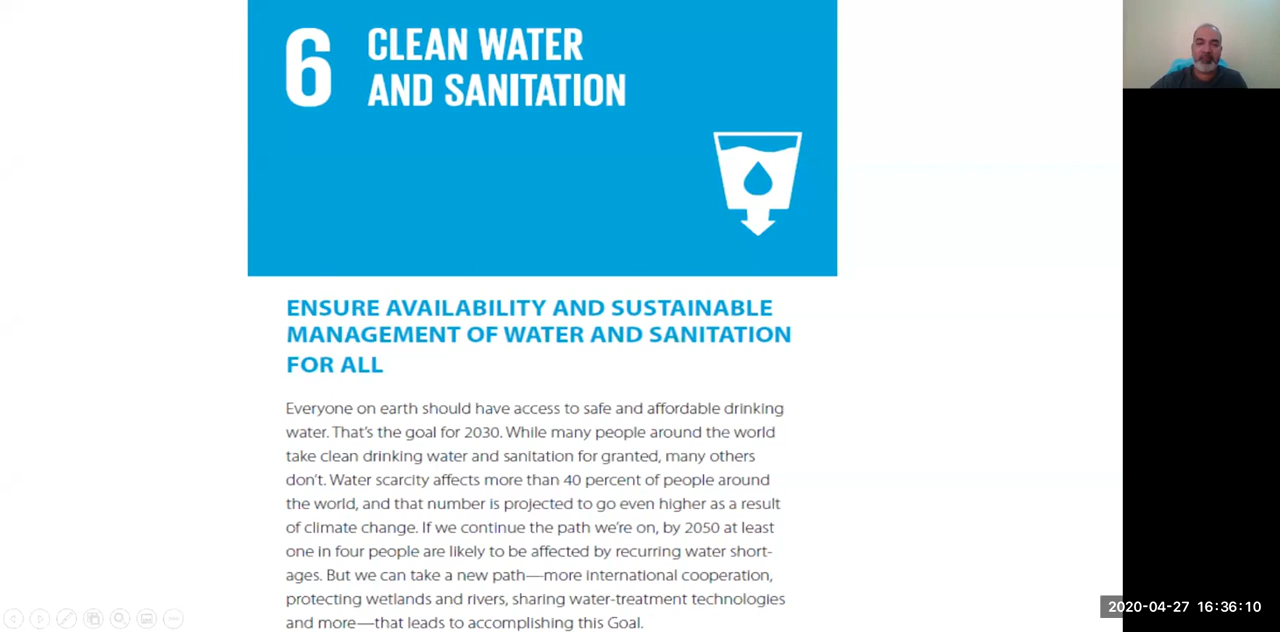 6
CLEAN WATER
AND SANITATION
ENSURE AVAILABILITY AND SUSTAINABLE
MANAGEMENT OF WATER AND SANITATION
FOR ALL
Everyone on earth should have access to safe and affordable drinking
water. That's the goal for 2030. While many people around the world
take clean drinking water and sanitation for granted, many others
don't. Water scarcity affects more than 40 percent of people around
the world, and that number is projected to go even higher as a result
of climate change. If we continue the path we're on, by 2050 at least
one in four people are likely to be affected by recurring water short-
ages. But we can take a new path—more international cooperation,
protecting wetlands and rivers, sharing water-treatment technologies
and more—that leads to accomplishing this Goal.
2020-04-27 16:36:10